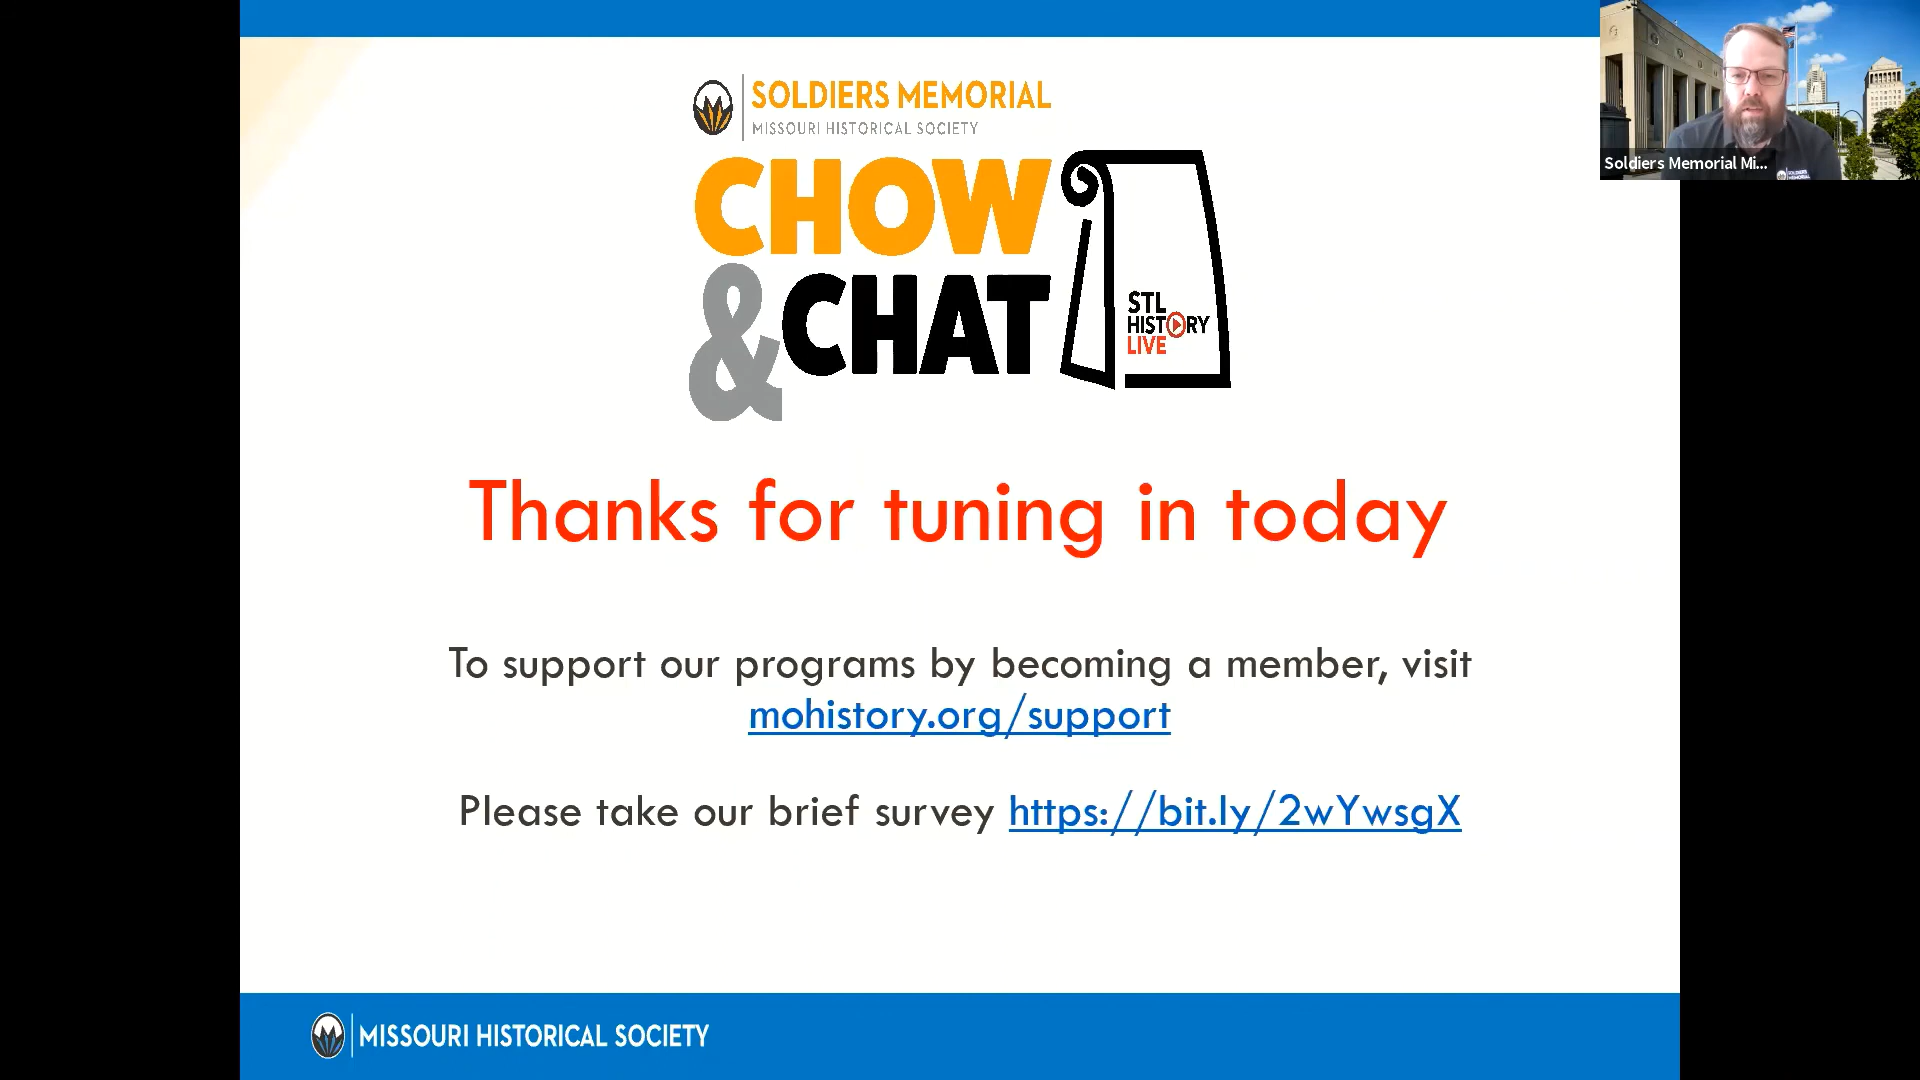 SOLDIERS MEMORIAL
MISSOURI HISTORICAL SOCIETY
CHOW
&CHAT
STL
HISTORY
LIVE
Thanks for tuning in today
To support our programs by becoming a member, visit
mohistory.org/support
Please take our brief survey https://bit.ly/2wYwsgX
MISSOURI HISTORICAL SOCIETY
Soldiers Memorial Mi...